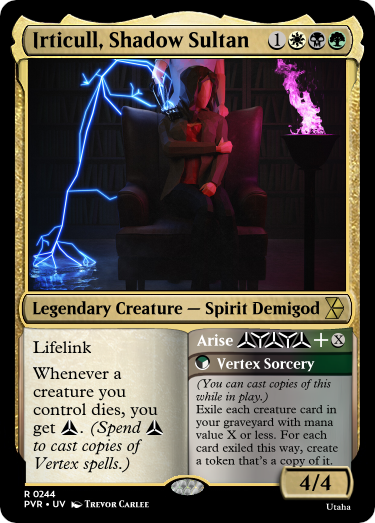 Irticull, Shadow Sultan 1
Legendary Creature — Spirit Demigod
Lifelink
Whenever a
creature you
control dies, you
get . (Spend
to cast copies of
Vertex spells.)
Arise + X
Vertex Sorcery
(You can cast copies of this
while in play.)
Exile each creature card in
your graveyard with mana
value X or less. For each
card exiled this way, create
a token that's a copy of it.
4/4
R 0244
PVR • UV Trevor Carlee
Utaha